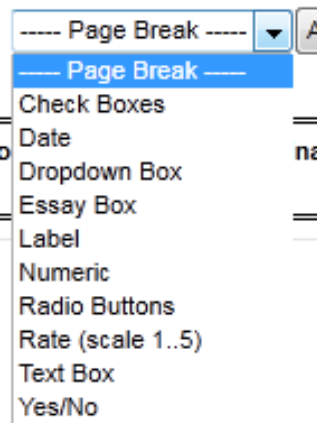 ----- Page Break -----
----- Page Break -----
Check Boxes
Date
Dropdown Box
Essay Box
Label
Numeric
Radio Buttons
Rate (scale 1..5)
Text Box
Yes/No